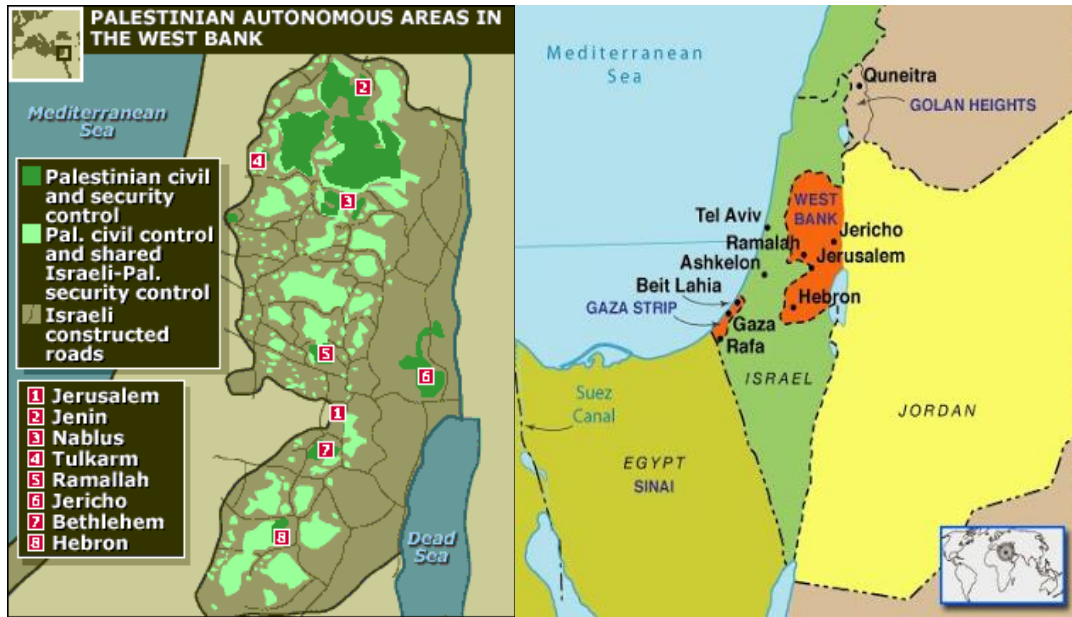 PALESTINIAN AUTONOMOUS AREAS IN
THE WEST BANK
Mediterranean
Sea
Palestinian civil
and security
control
Pal. civil control
and shared
Israeli-Pal.
security control
Israeli
constructed
roads
1 Jerusalem
2 Jenin
3 Nablus
4 Tulkarm
5 Ramallah
6 Jericho
7 Bethlehem
8 Hebron
2
4
3
5
6
1
7
8
Dead
Sea
Mediterranean
Sea
Quneitra
GOLAN HEIGHTS
WEST
BANK
Tel Aviv
Jericho
Ramalah
Jerusalem
Ashkelon
Beit Lahia
Hebron
GAZA STRIP
Gaza
Rafa
ISRAEL
Suez
Canal
JORDAN
EGYPT
SINAI